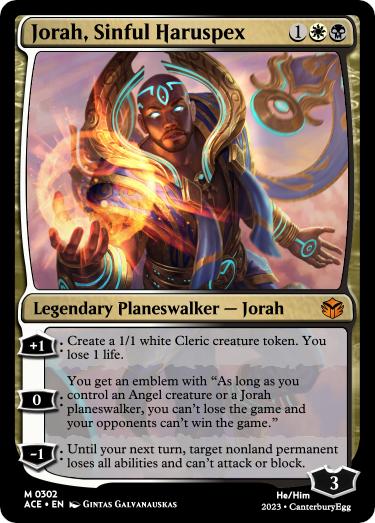 Jorah, Sinful Haruspex 1
Legendary Planeswalker — Jorah
+1 Create a 1/1 white Cleric creature token. You
lose 1 life.
0 You get an emblem with “As long as you
control an Angel creature or a Jorah
planeswalker, you can’t lose the game and
your opponents can’t win the game.”
-1 Until your next turn, target nonland permanent
loses all abilities and can’t attack or block.
3
M 0302 He/Him
ACE • EN Gintas Galvanauskas 2023 • CanterburyEgg